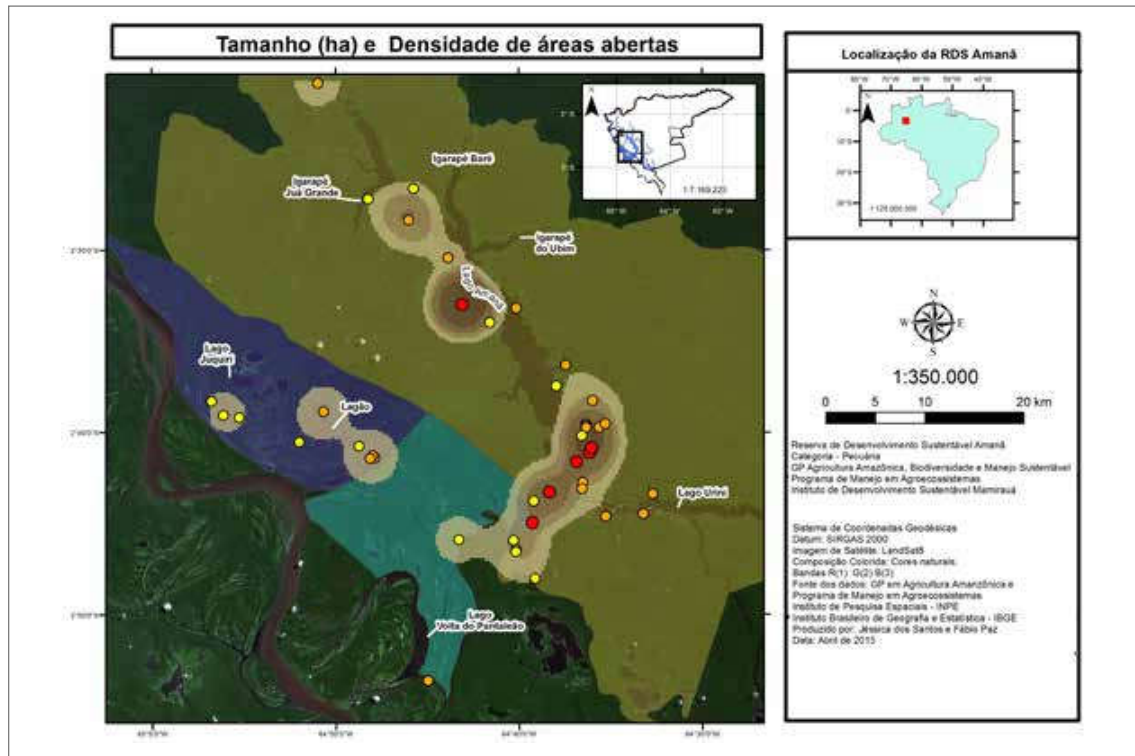 Tamanho (ha) e Densidade de áreas abertas
Localização da RDS Amanã
Igarapé Baré
Igarapé
Juá Grande
Igarapé
do Ubim
Lago Amanã
Lago
Juquiri
Lagão
Lago Urini
Lago
Volta do Pantaleão
N
W
E
S
1:350.000
0 5 10 20 km
Reserva de Desenvolvimento Sustentável Amanã
Categoria - Pecuária
GP Agricultura Amazônica, Biodiversidade e Manejo Sustentável
Programa de Manejo em Agroecossistemas
Instituto de Desenvolvimento Sustentável Mamirauá
Sistema de Coordenadas Geodésicas
Datum: SIRGAS 2000
Imagem de Satélite: LandSat8
Composição Colorida: Cores naturais.
Bandas R(1) G(2) B(3)
Fonte dos dados: GP em Agricultura Amanzônica e
Programa de Manejo em Agroecossistemas
Instituto de Pesquisa Espaciais - INPE
Instituto Brasileiro de Geografia e Estatística - IBGE
Produzido por: Jéssica dos Santos e Fábio Paz
Data: Abril de 2015